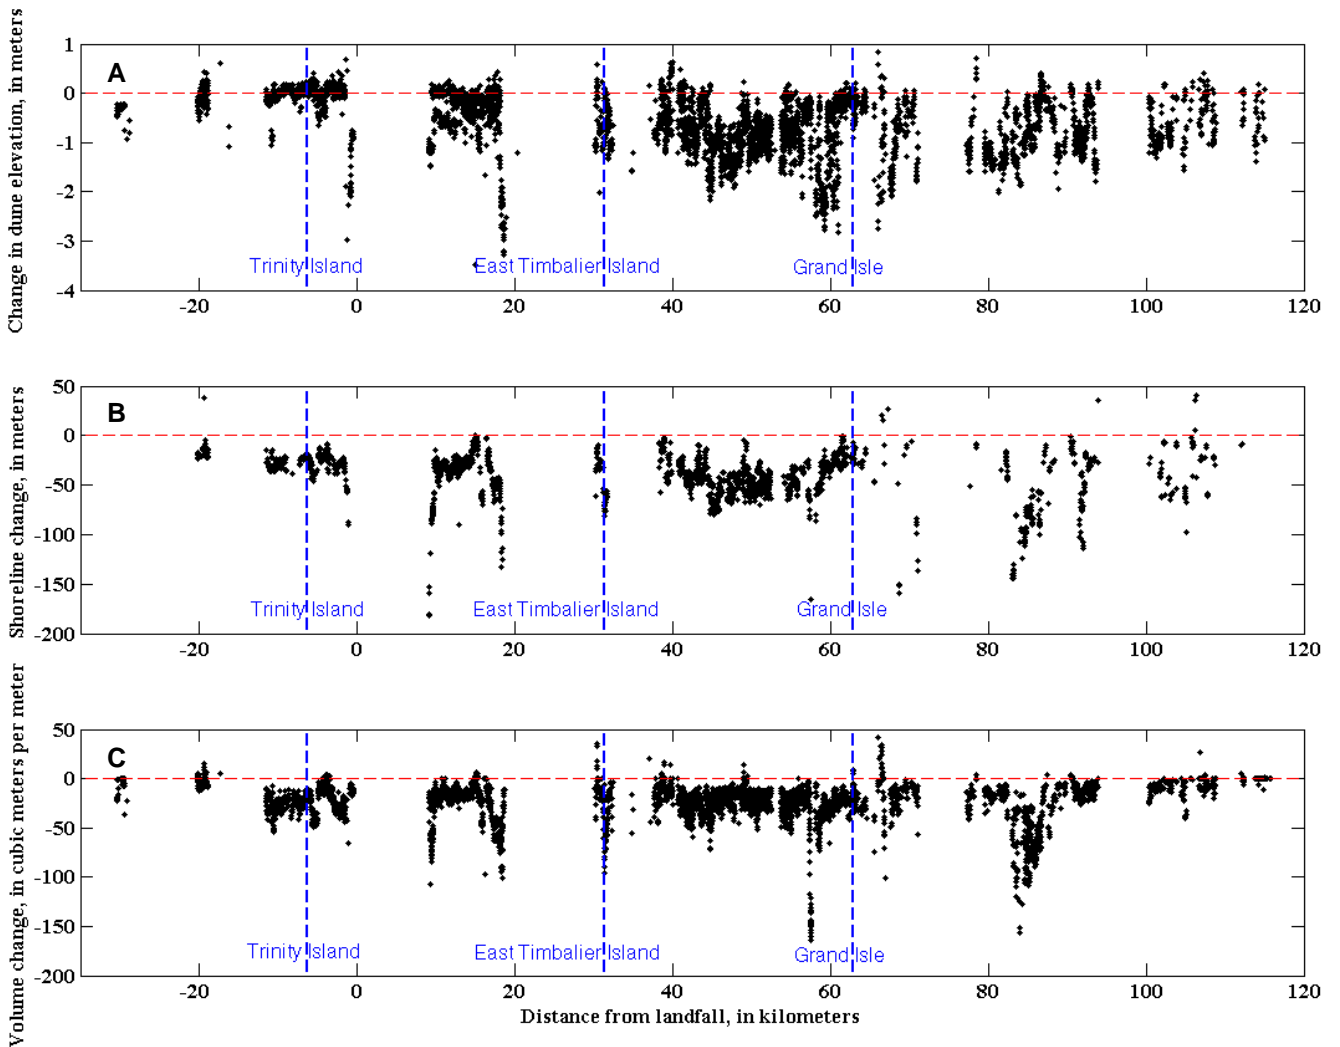 Change in dune elevation, in meters
A
1
0
-1
-2
-3
-4
Trinity Island
East Timbalier Island
Grand Isle
-20 0 20 40 60 80 100 120
Shoreline change, in meters
B
50
0
-50
-100
-150
-200
Trinity Island
East Timbalier Island
Grand Isle
-20 0 20 40 60 80 100 120
Volume change, in cubic meters per meter
C
50
0
-50
-100
-150
-200
Trinity Island
East Timbalier Island
Grand Isle
-20 0 20 40 60 80 100 120
Distance from landfall, in kilometers